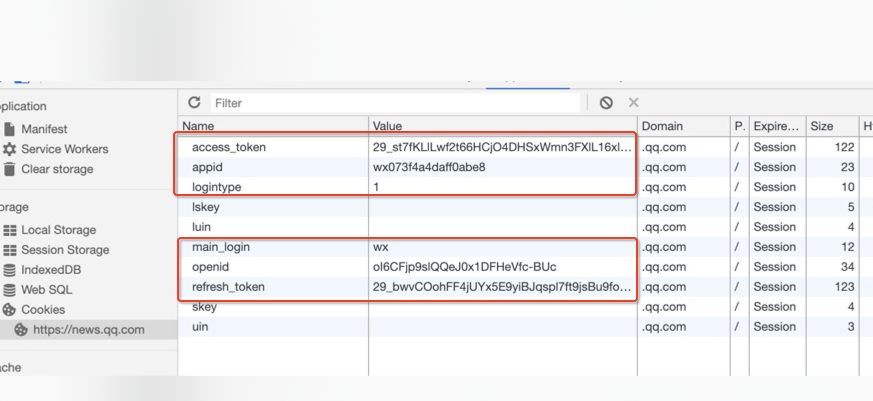 pplication
Filter
Manifest
Service Workers
Clear storage
orage
Local Storage
Session Storage
IndexedDB
Web SQL
Cookies
https://news.qq.com
ache
Name Value Domain P. Expire... Size H
access_token 29_st7fKLlLwf2t66HCjO4DHSxWmn3FXlL16xl... .qq.com / Session 122
appid wx073f4a4daff0abe8 .qq.com / Session 23
logintype 1 .qq.com / Session 10
lskey .qq.com / Session 5
luin .qq.com / Session 4
main_login wx .qq.com / Session 12
openid ol6CFjp9slQQeJ0x1DFHeVfc-BUc .qq.com / Session 34
refresh_token 29_bwvCOohFF4jUYx5E9yiBJqspl7ft9jsBu9fo... .qq.com / Session 123
skey .qq.com / Session 4
uin .qq.com / Session 3